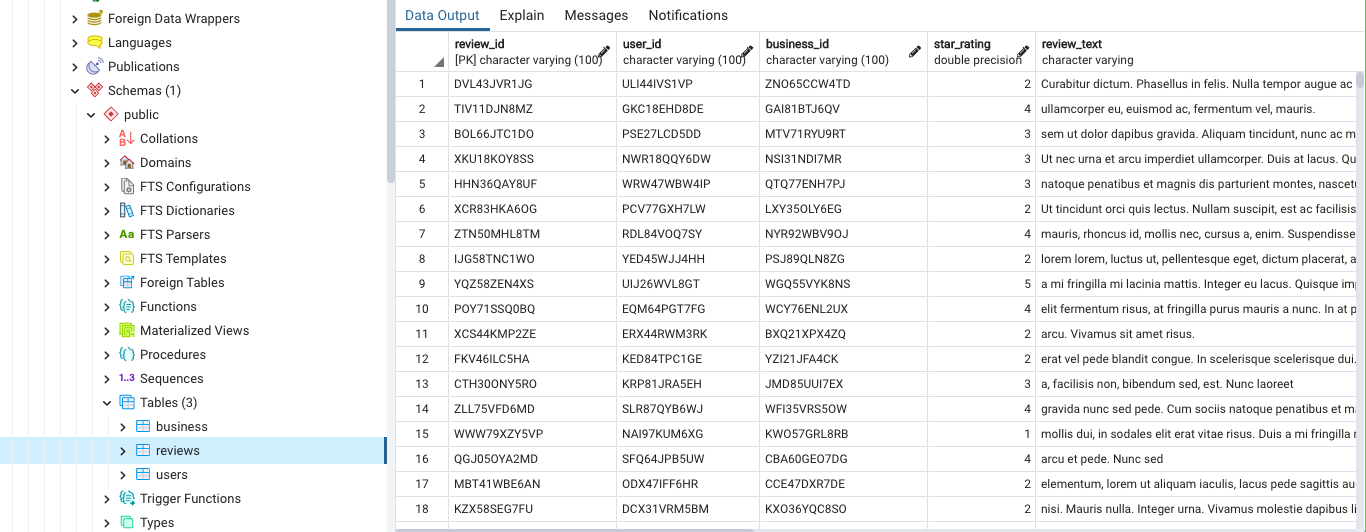 Foreign Data Wrappers
Languages
Publications
Schemas (1)
public
Collations
Domains
FTS Configurations
FTS Dictionaries
Aa FTS Parsers
FTS Templates
Foreign Tables
Functions
Materialized Views
Procedures
1..3 Sequences
Tables (3)
business
reviews
users
Trigger Functions
Types
Data Output Explain Messages Notifications
review_id user_id business_id star_rating review_text
[PK] character varying (100) character varying (100) character varying (100) double precision character varying
1 DVL43JVR1JG ULI44IVS1VP ZNO65CCW4TD 2 Curabitur dictum. Phasellus in felis. Nulla tempor augue ac
2 TIV11DJN8MZ GKC18EHD8DE GAI81BTJ6QV 4 ullamcorper eu, euismod ac, fermentum vel, mauris.
3 BOL66JTC1DO PSE27LCD5DD MTV71RYU9RT 3 sem ut dolor dapibus gravida. Aliquam tincidunt, nunc ac m
4 XKU18KOY8SS NWR18QQY6DW NSI31NDI7MR 3 Ut nec urna et arcu imperdiet ullamcorper. Duis at lacus. Qu
5 HHN36QAY8UF WRW47WBW4IP QTQ77ENH7PJ 3 natoque penatibus et magnis dis parturient montes, nascet
6 XCR83HKA6OG PCV77GXH7LW LXY35OLY6EG 2 Ut tincidunt orci quis lectus. Nullam suscipit, est ac facilisis
7 ZTN50MHL8TM RDL84VOQ7SY NYR92WBV9OJ 4 mauris, rhoncus id, mollis nec, cursus a, enim. Suspendisse
8 IJG58TNC1WO YED45WJJ4HH PSJ89QLN8ZG 2 lorem lorem, luctus ut, pellentesque eget, dictum placerat, a
9 YQZ58ZEN4XS UIJ26WVL8GT WGQ55VYK8NS 5 a mi fringilla mi lacinia mattis. Integer eu lacus. Quisque im
10 POY71SSQ0BQ EQM64PGT7FG WCY76ENL2UX 4 elit fermentum risus, at fringilla purus mauris a nunc. In at p
11 XCS44KMP2ZE ERX44RWM3RK BXQ21XPX4ZQ 2 arcu. Vivamus sit amet risus.
12 FKV46ILC5HA KED84TPC1GE YZI21JFA4CK 2 erat vel pede blandit congue. In scelerisque scelerisque dui.
13 CTH30ONY5RO KRP81JRA5EH JMD85UUI7EX 3 a, facilisis non, bibendum sed, est. Nunc laoreet
14 ZLL75VFD6MD SLR87QYB6WJ WFI35VRS5OW 4 gravida nunc sed pede. Cum sociis natoque penatibus et m
15 WWW79XZY5VP NAI97KUM6XG KWO57GRL8RB 1 mollis dui, in sodales elit erat vitae risus. Duis a mi fringilla
16 QGJ05OYA2MD SFQ64JPB5UW CBA60GEO7DG 4 arcu et pede. Nunc sed
17 MBT41WBE6AN ODX47IFF6HR CCE47DXR7DE 2 elementum, lorem ut aliquam iaculis, lacus pede sagittis au
18 KZX58SEG7FU DCX31VRM5BM KXO36YQC8SO 2 nisi. Mauris nulla. Integer urna. Vivamus molestie dapibus li